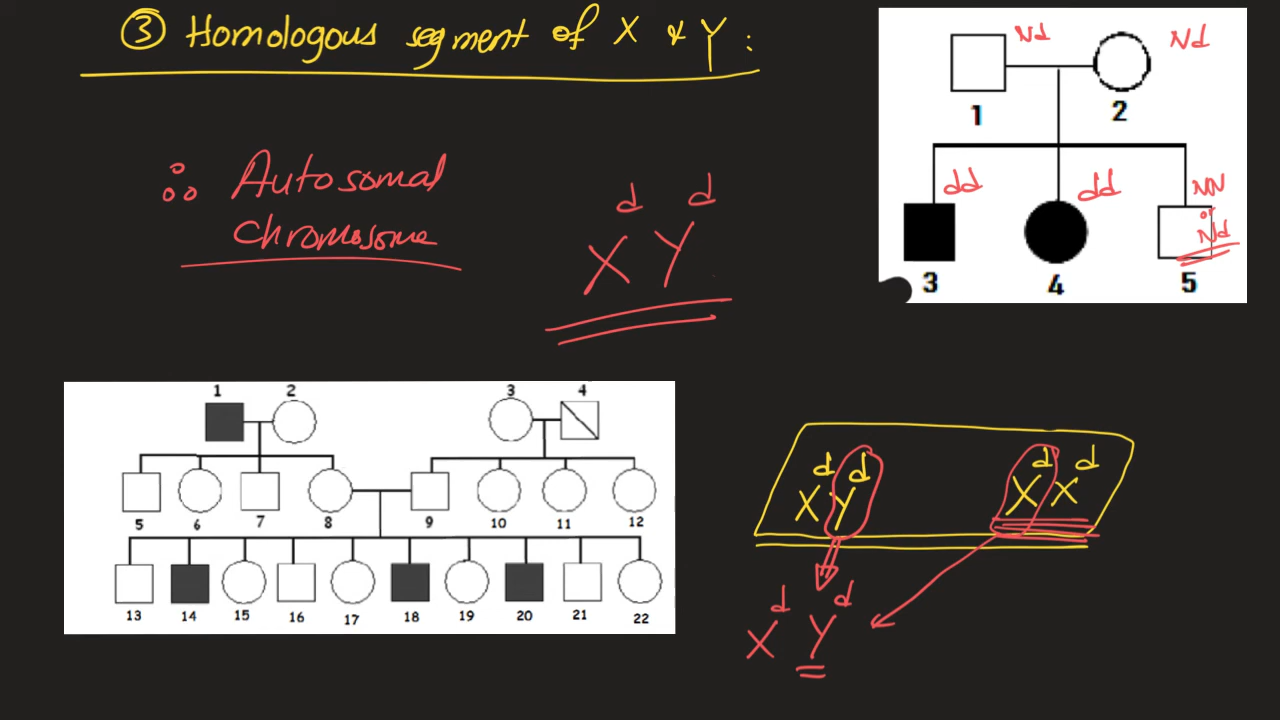 ③ Homologous segment of X & Y :
∴ Autosomal
chromosome
d d
X Y
Nd Nd
1 2
dd dd NN
or
Nd
3 4 5
1 2 3 4
5 6 7 8 9 10 11 12
13 14 15 16 17 18 19 20 21 22
d d d d
X Y X X
d d
X Y